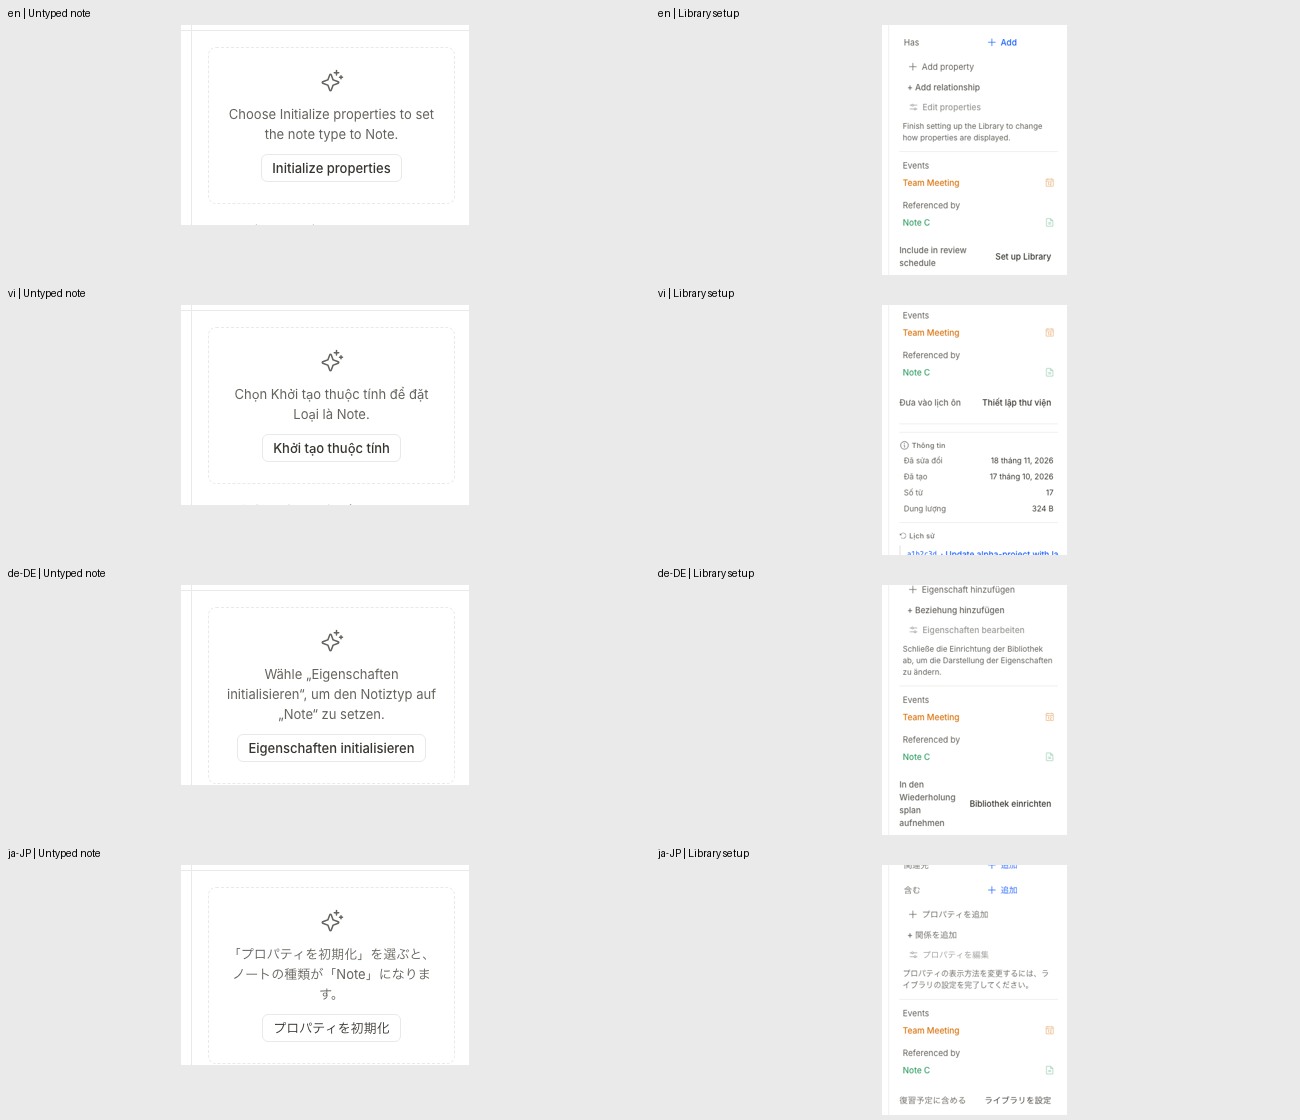 en | Untyped note
Choose Initialize properties to set
the note type to Note.
Initialize properties
en | Library setup
Has
+ Add
+ Add property
+ Add relationship
Edit properties
Finish setting up the Library to change
how properties are displayed.
Events
Team Meeting
Referenced by
Note C
Include in review
schedule
Set up Library
vi | Untyped note
Chọn Khởi tạo thuộc tính để đặt
Loại là Note.
Khởi tạo thuộc tính
vi | Library setup
Events
Team Meeting
Referenced by
Note C
Đưa vào lịch ôn
Thiết lập thư viện
Thông tin
Đã sửa đổi
18 tháng 11, 2026
Đã tạo
17 tháng 10, 2026
Số từ
17
Dung lượng
324 B
Lịch sử
a1b2c3d · Update alpha-project with la
de-DE | Untyped note
Wähle „Eigenschaften
initialisieren“, um den Notiztyp auf
„Note“ zu setzen.
Eigenschaften initialisieren
de-DE | Library setup
+ Eigenschaft hinzufügen
+ Beziehung hinzufügen
Eigenschaften bearbeiten
Schließe die Einrichtung der Bibliothek
ab, um die Darstellung der Eigenschaften
zu ändern.
Events
Team Meeting
Referenced by
Note C
In den
Wiederholung
splan
aufnehmen
Bibliothek einrichten
ja-JP | Untyped note
「プロパティを初期化」を選ぶと、
ノートの種類が「Note」になりま
す。
プロパティを初期化
ja-JP | Library setup
+ 追加
含む
+ 追加
+ プロパティを追加
+ 関係を追加
プロパティを編集
プロパティの表示方法を変更するには、ラ
イブラリの設定を完了してください。
Events
Team Meeting
Referenced by
Note C
復習予定に含める
ライブラリを設定